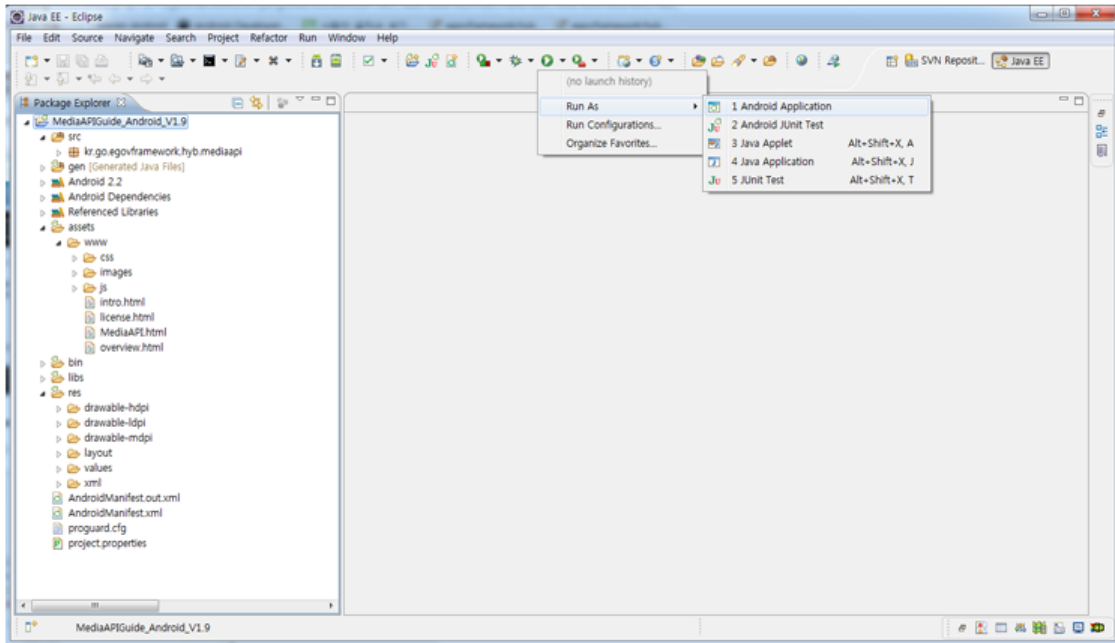 Java EE - Eclipse
File Edit Source Navigate Search Project Refactor Run Window Help
SVN Reposit... Java EE
(no launch history)
Package Explorer
Run As
1 Android Application
MediaAPIGuide_Android_V1.9
Run Configurations...
2 Android JUnit Test
src
Organize Favorites...
3 Java Applet Alt+Shift+X, A
kr.go.egovframework.hyb.mediaapi
4 Java Application Alt+Shift+X, J
gen [Generated Java Files]
5 JUnit Test Alt+Shift+X, T
Android 2.2
Android Dependencies
Referenced Libraries
assets
www
css
images
js
intro.html
license.html
MediaAPI.html
overview.html
bin
libs
res
drawable-hdpi
drawable-ldpi
drawable-mdpi
layout
values
xml
AndroidManifest.out.xml
AndroidManifest.xml
proguard.cfg
project.properties
MediaAPIGuide_Android_V1.9